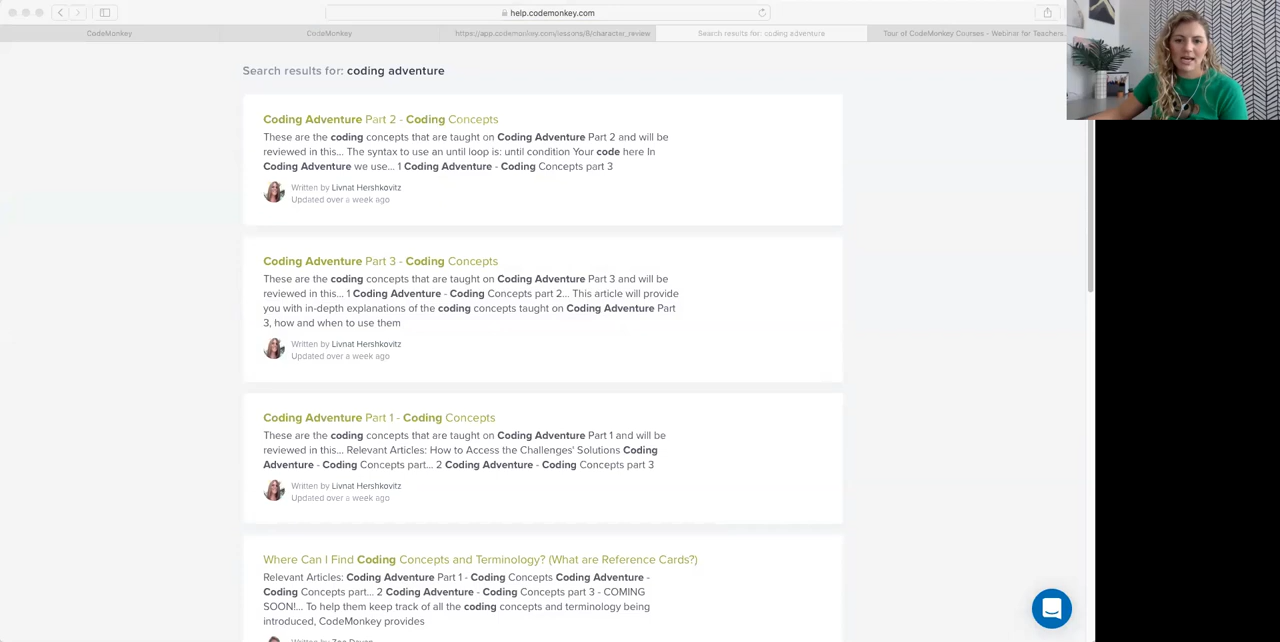 help.codemonkey.com
CodeMonkey
CodeMonkey
https://app.codemonkey.com/lessons/8/character_review
Search results for: coding adventure
Tour of CodeMonkey Courses - Webinar for Teachers.
Search results for: coding adventure
Coding Adventure Part 2 - Coding Concepts
These are the coding concepts that are taught on Coding Adventure Part 2 and will be
reviewed in this... The syntax to use an until loop is: until condition Your code here In
Coding Adventure we use... 1 Coding Adventure - Coding Concepts part 3
Written by Livnat Hershkovitz
Updated over a week ago
Coding Adventure Part 3 - Coding Concepts
These are the coding concepts that are taught on Coding Adventure Part 3 and will be
reviewed in this... 1 Coding Adventure - Coding Concepts part 2... This article will provide
you with in-depth explanations of the coding concepts taught on Coding Adventure Part
3, how and when to use them
Written by Livnat Hershkovitz
Updated over a week ago
Coding Adventure Part 1 - Coding Concepts
These are the coding concepts that are taught on Coding Adventure Part 1 and will be
reviewed in this... Relevant Articles: How to Access the Challenges' Solutions Coding
Adventure - Coding Concepts part... 2 Coding Adventure - Coding Concepts part 3
Written by Livnat Hershkovitz
Updated over a week ago
Where Can I Find Coding Concepts and Terminology? (What are Reference Cards?)
Relevant Articles: Coding Adventure Part 1 - Coding Concepts Coding Adventure -
Coding Concepts part... 2 Coding Adventure - Coding Concepts part 3 - COMING
SOON!... To help them keep track of all the coding concepts and terminology being
introduced, CodeMonkey provides